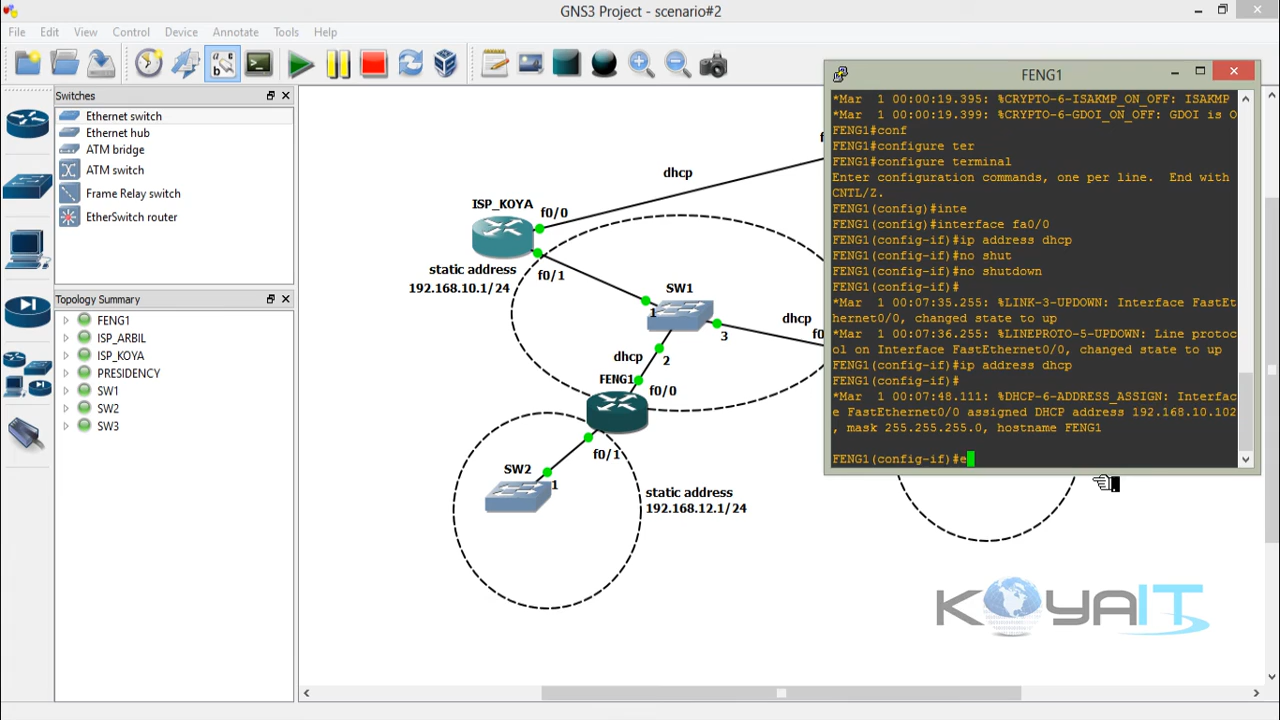 GNS3 Project - scenario#2
File Edit View Control Device Annotate Tools Help
Switches
Ethernet switch
Ethernet hub
ATM bridge
ATM switch
Frame Relay switch
EtherSwitch router
Topology Summary
FENG1
ISP_ARBIL
ISP_KOYA
PRESIDENCY
SW1
SW2
SW3
dhcp
ISP_KOYA
f0/0
static address
192.168.10.1/24
f0/1
SW1
1
3
dhcp
dhcp
2
FENG1
f0/0
f0/1
SW2
1
static address
192.168.12.1/24
FENG1
*Mar  1 00:00:19.395: %CRYPTO-6-ISAKMP_ON_OFF: ISAKMP
*Mar  1 00:00:19.399: %CRYPTO-6-GDOI_ON_OFF: GDOI is O
FENG1#conf
FENG1#configure ter
FENG1#configure terminal
Enter configuration commands, one per line.  End with
CNTL/Z.
FENG1(config)#inte
FENG1(config)#interface fa0/0
FENG1(config-if)#ip address dhcp
FENG1(config-if)#no shut
FENG1(config-if)#no shutdown
FENG1(config-if)#
*Mar  1 00:07:35.255: %LINK-3-UPDOWN: Interface FastEt
hernet0/0, changed state to up
*Mar  1 00:07:36.255: %LINEPROTO-5-UPDOWN: Line protoc
ol on Interface FastEthernet0/0, changed state to up
FENG1(config-if)#ip address dhcp
FENG1(config-if)#
*Mar  1 00:07:48.111: %DHCP-6-ADDRESS_ASSIGN: Interfac
e FastEthernet0/0 assigned DHCP address 192.168.10.102
, mask 255.255.255.0, hostname FENG1
FENG1(config-if)#e
KOYAIT